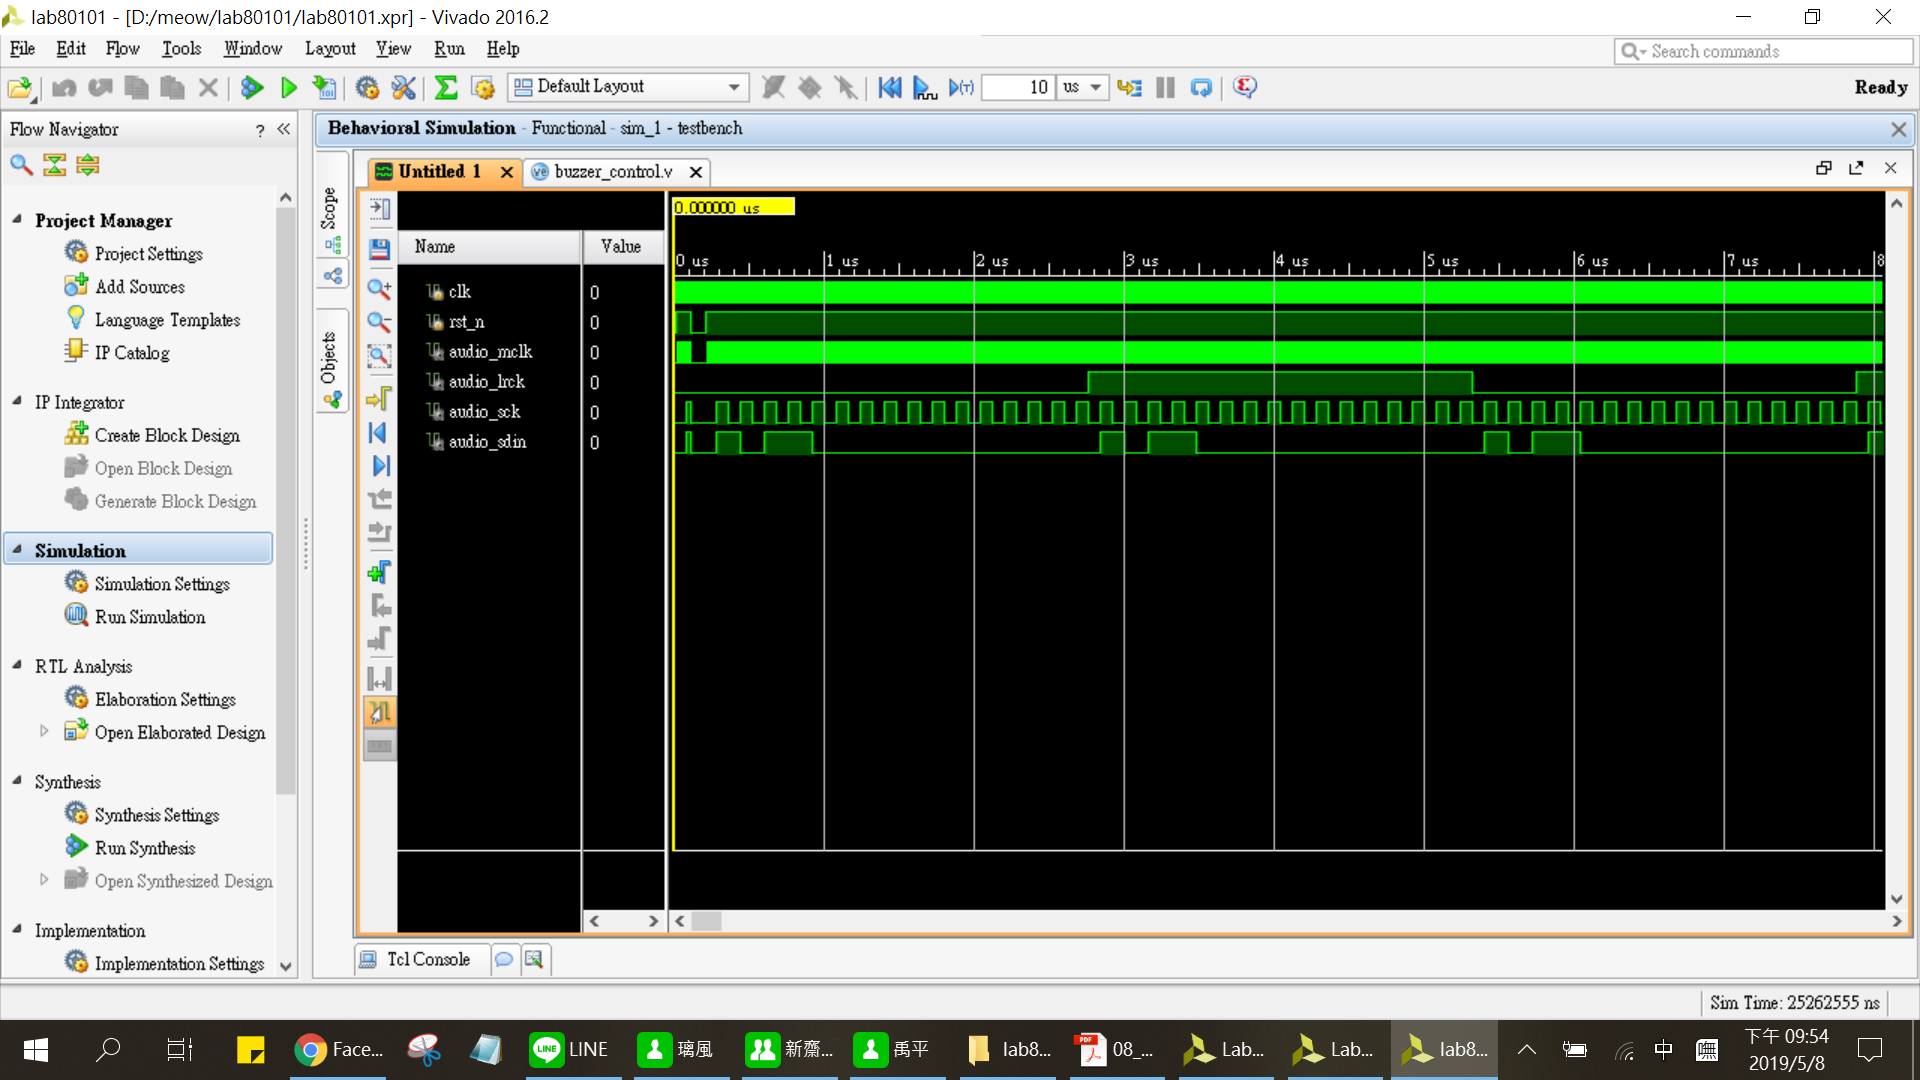 lab80101 - [D:/meow/lab80101/lab80101.xpr] - Vivado 2016.2
File Edit Flow Tools Window Layout View Run Help
Search commands
Default Layout
10 us
Ready
Flow Navigator
? «
Behavioral Simulation - Functional - sim_1 - testbench
Untitled 1
buzzer_control.v
Scope
Objects
Project Manager
Project Settings
Add Sources
Language Templates
IP Catalog
IP Integrator
Create Block Design
Open Block Design
Generate Block Design
Simulation
Simulation Settings
Run Simulation
RTL Analysis
Elaboration Settings
Open Elaborated Design
Synthesis
Synthesis Settings
Run Synthesis
Open Synthesized Design
Implementation
Implementation Settings
Name Value
0.000000 us
0 us 1 us 2 us 3 us 4 us 5 us 6 us 7 us 8
clk 0
rst_n 0
audio_mclk 0
audio_lrck 0
audio_sck 0
audio_sdin 0
Tcl Console
Sim Time: 25262555 ns
Face...
LINE
璃風
新齋...
禹平
lab8...
08_...
Lab...
Lab...
lab8...
中
下午 09:54
2019/5/8